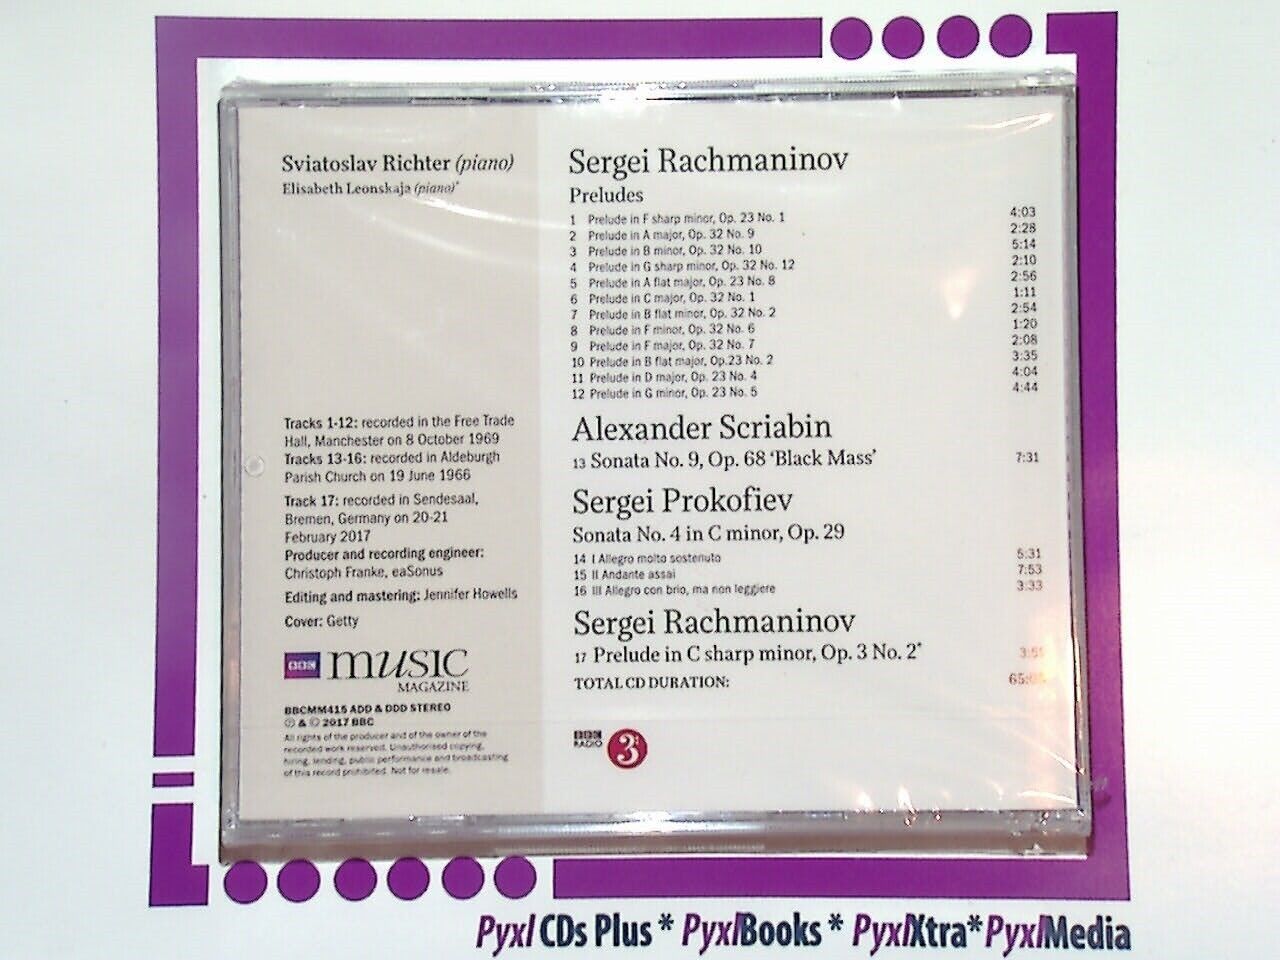 Sviatoslav Richter (piano)
Elisabeth Leonskaja (piano)*
Tracks 1-12: recorded in the Free Trade
Hall, Manchester on 8 October 1969
Tracks 13-16: recorded in Aldeburgh
Parish Church on 19 June 1966
Track 17: recorded in Sendesaal,
Bremen, Germany on 20-21
February 2017
Producer and recording engineer:
Christoph Franke, eaSonus
Editing and mastering: Jennifer Howells
Cover: Getty
BBC MUSIC
MAGAZINE
BBCMM415 ADD & DDD STEREO
Ⓟ & © 2017 BBC
All rights of the producer and of the owner of the
recorded work reserved. Unauthorised copying,
hiring, lending, public performance and broadcasting
of this record prohibited. Not for resale.
Sergei Rachmaninov
Preludes
1 Prelude in F sharp minor, Op. 23 No. 1 4:03
2 Prelude in A major, Op. 32 No. 9 2:28
3 Prelude in B minor, Op. 32 No. 10 5:14
4 Prelude in G sharp minor, Op. 32 No. 12 2:10
5 Prelude in A flat major, Op. 23 No. 8 2:56
6 Prelude in C major, Op. 32 No. 1 1:11
7 Prelude in B flat minor, Op. 32 No. 2 2:54
8 Prelude in F minor, Op. 32 No. 6 1:20
9 Prelude in F major, Op. 32 No. 7 2:08
10 Prelude in B flat major, Op.23 No. 2 3:35
11 Prelude in D major, Op. 23 No. 4 4:04
12 Prelude in G minor, Op. 23 No. 5 4:44
Alexander Scriabin
13 Sonata No. 9, Op. 68 ‘Black Mass’ 7:31
Sergei Prokofiev
Sonata No. 4 in C minor, Op. 29
14 I Allegro molto sostenuto 5:31
15 II Andante assai 7:53
16 III Allegro con brio, ma non leggiere 3:33
Sergei Rachmaninov
17 Prelude in C sharp minor, Op. 3 No. 2*
TOTAL CD DURATION:
BBC
RADIO 3
Pyxl CDs Plus * PyxlBooks * PyxlXtra* PyxlMedia